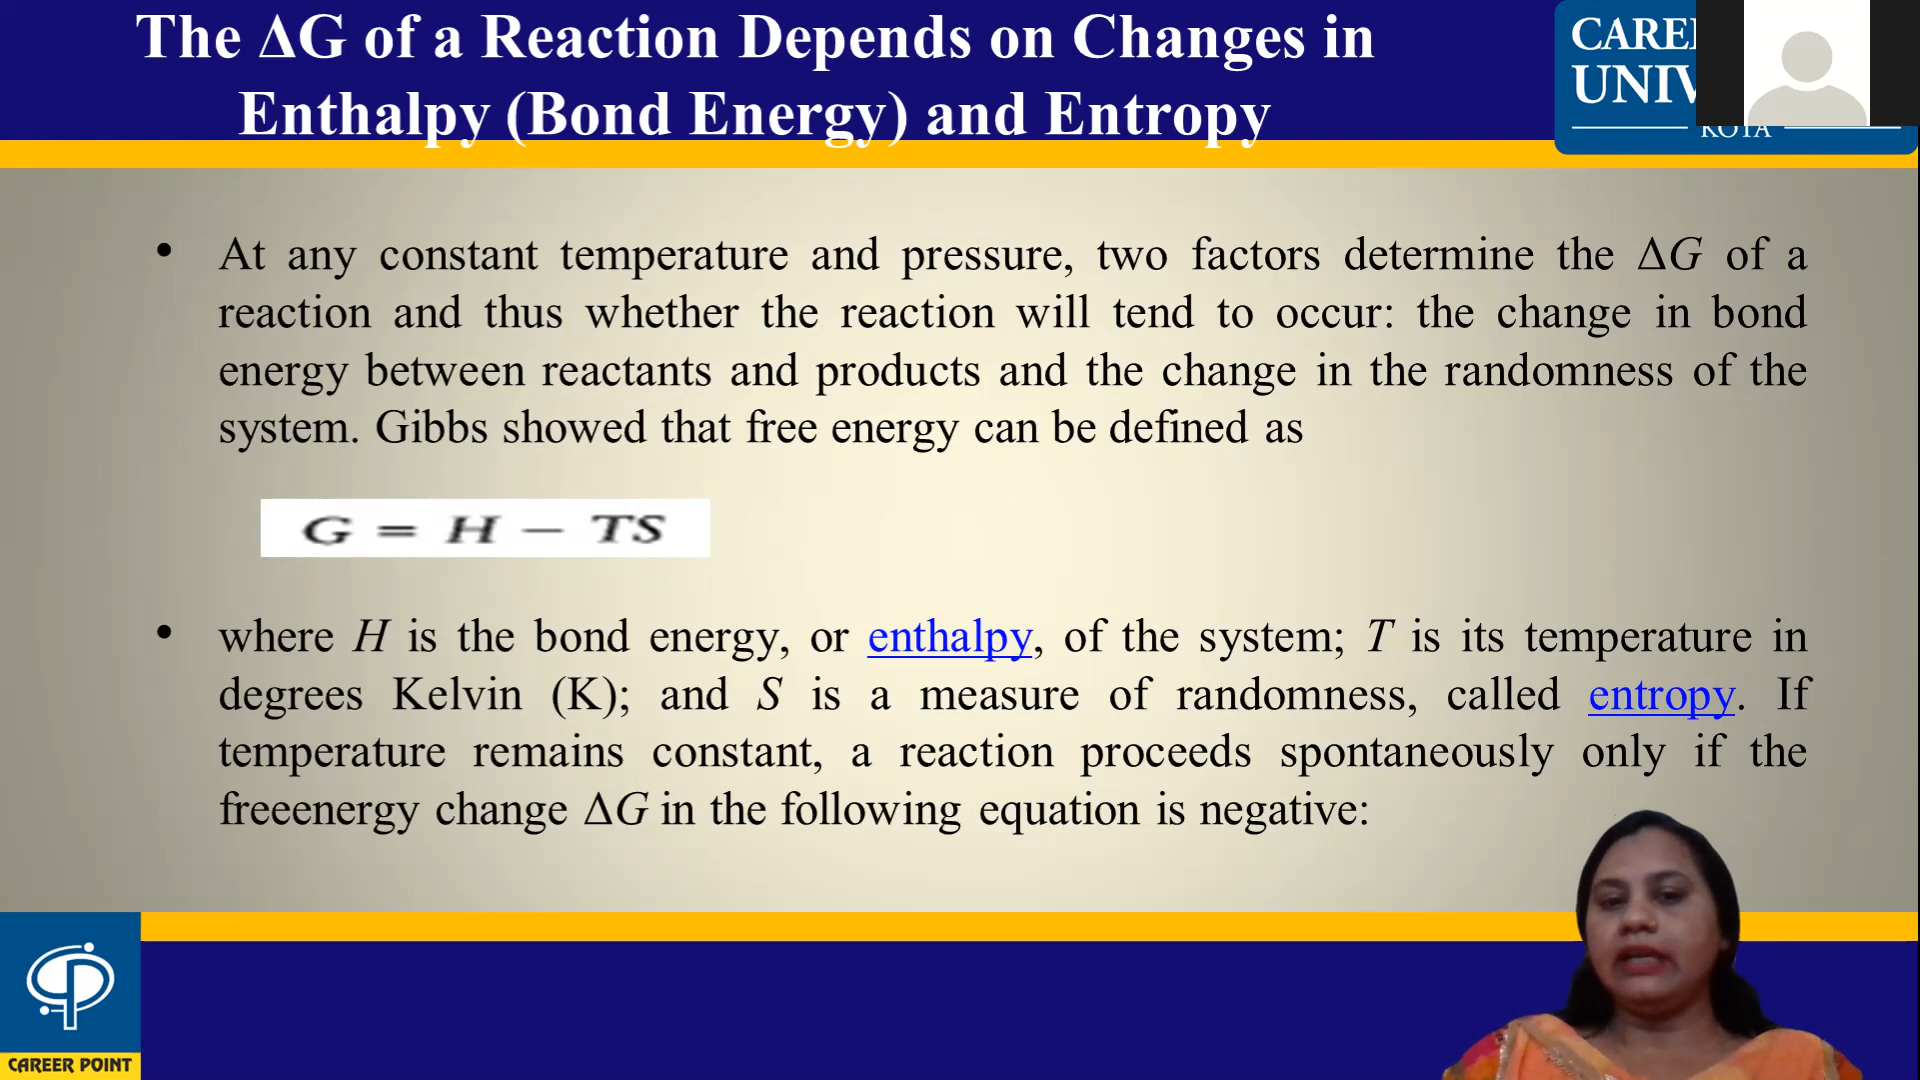 The ΔG of a Reaction Depends on Changes in
Enthalpy (Bond Energy) and Entropy
KOTA
• At any constant temperature and pressure, two factors determine the ΔG of a
reaction and thus whether the reaction will tend to occur: the change in bond
energy between reactants and products and the change in the randomness of the
system. Gibbs showed that free energy can be defined as
G = H − TS
• where H is the bond energy, or enthalpy, of the system; T is its temperature in
degrees Kelvin (K); and S is a measure of randomness, called entropy. If
temperature remains constant, a reaction proceeds spontaneously only if the
freeenergy change ΔG in the following equation is negative:
CAREER POINT